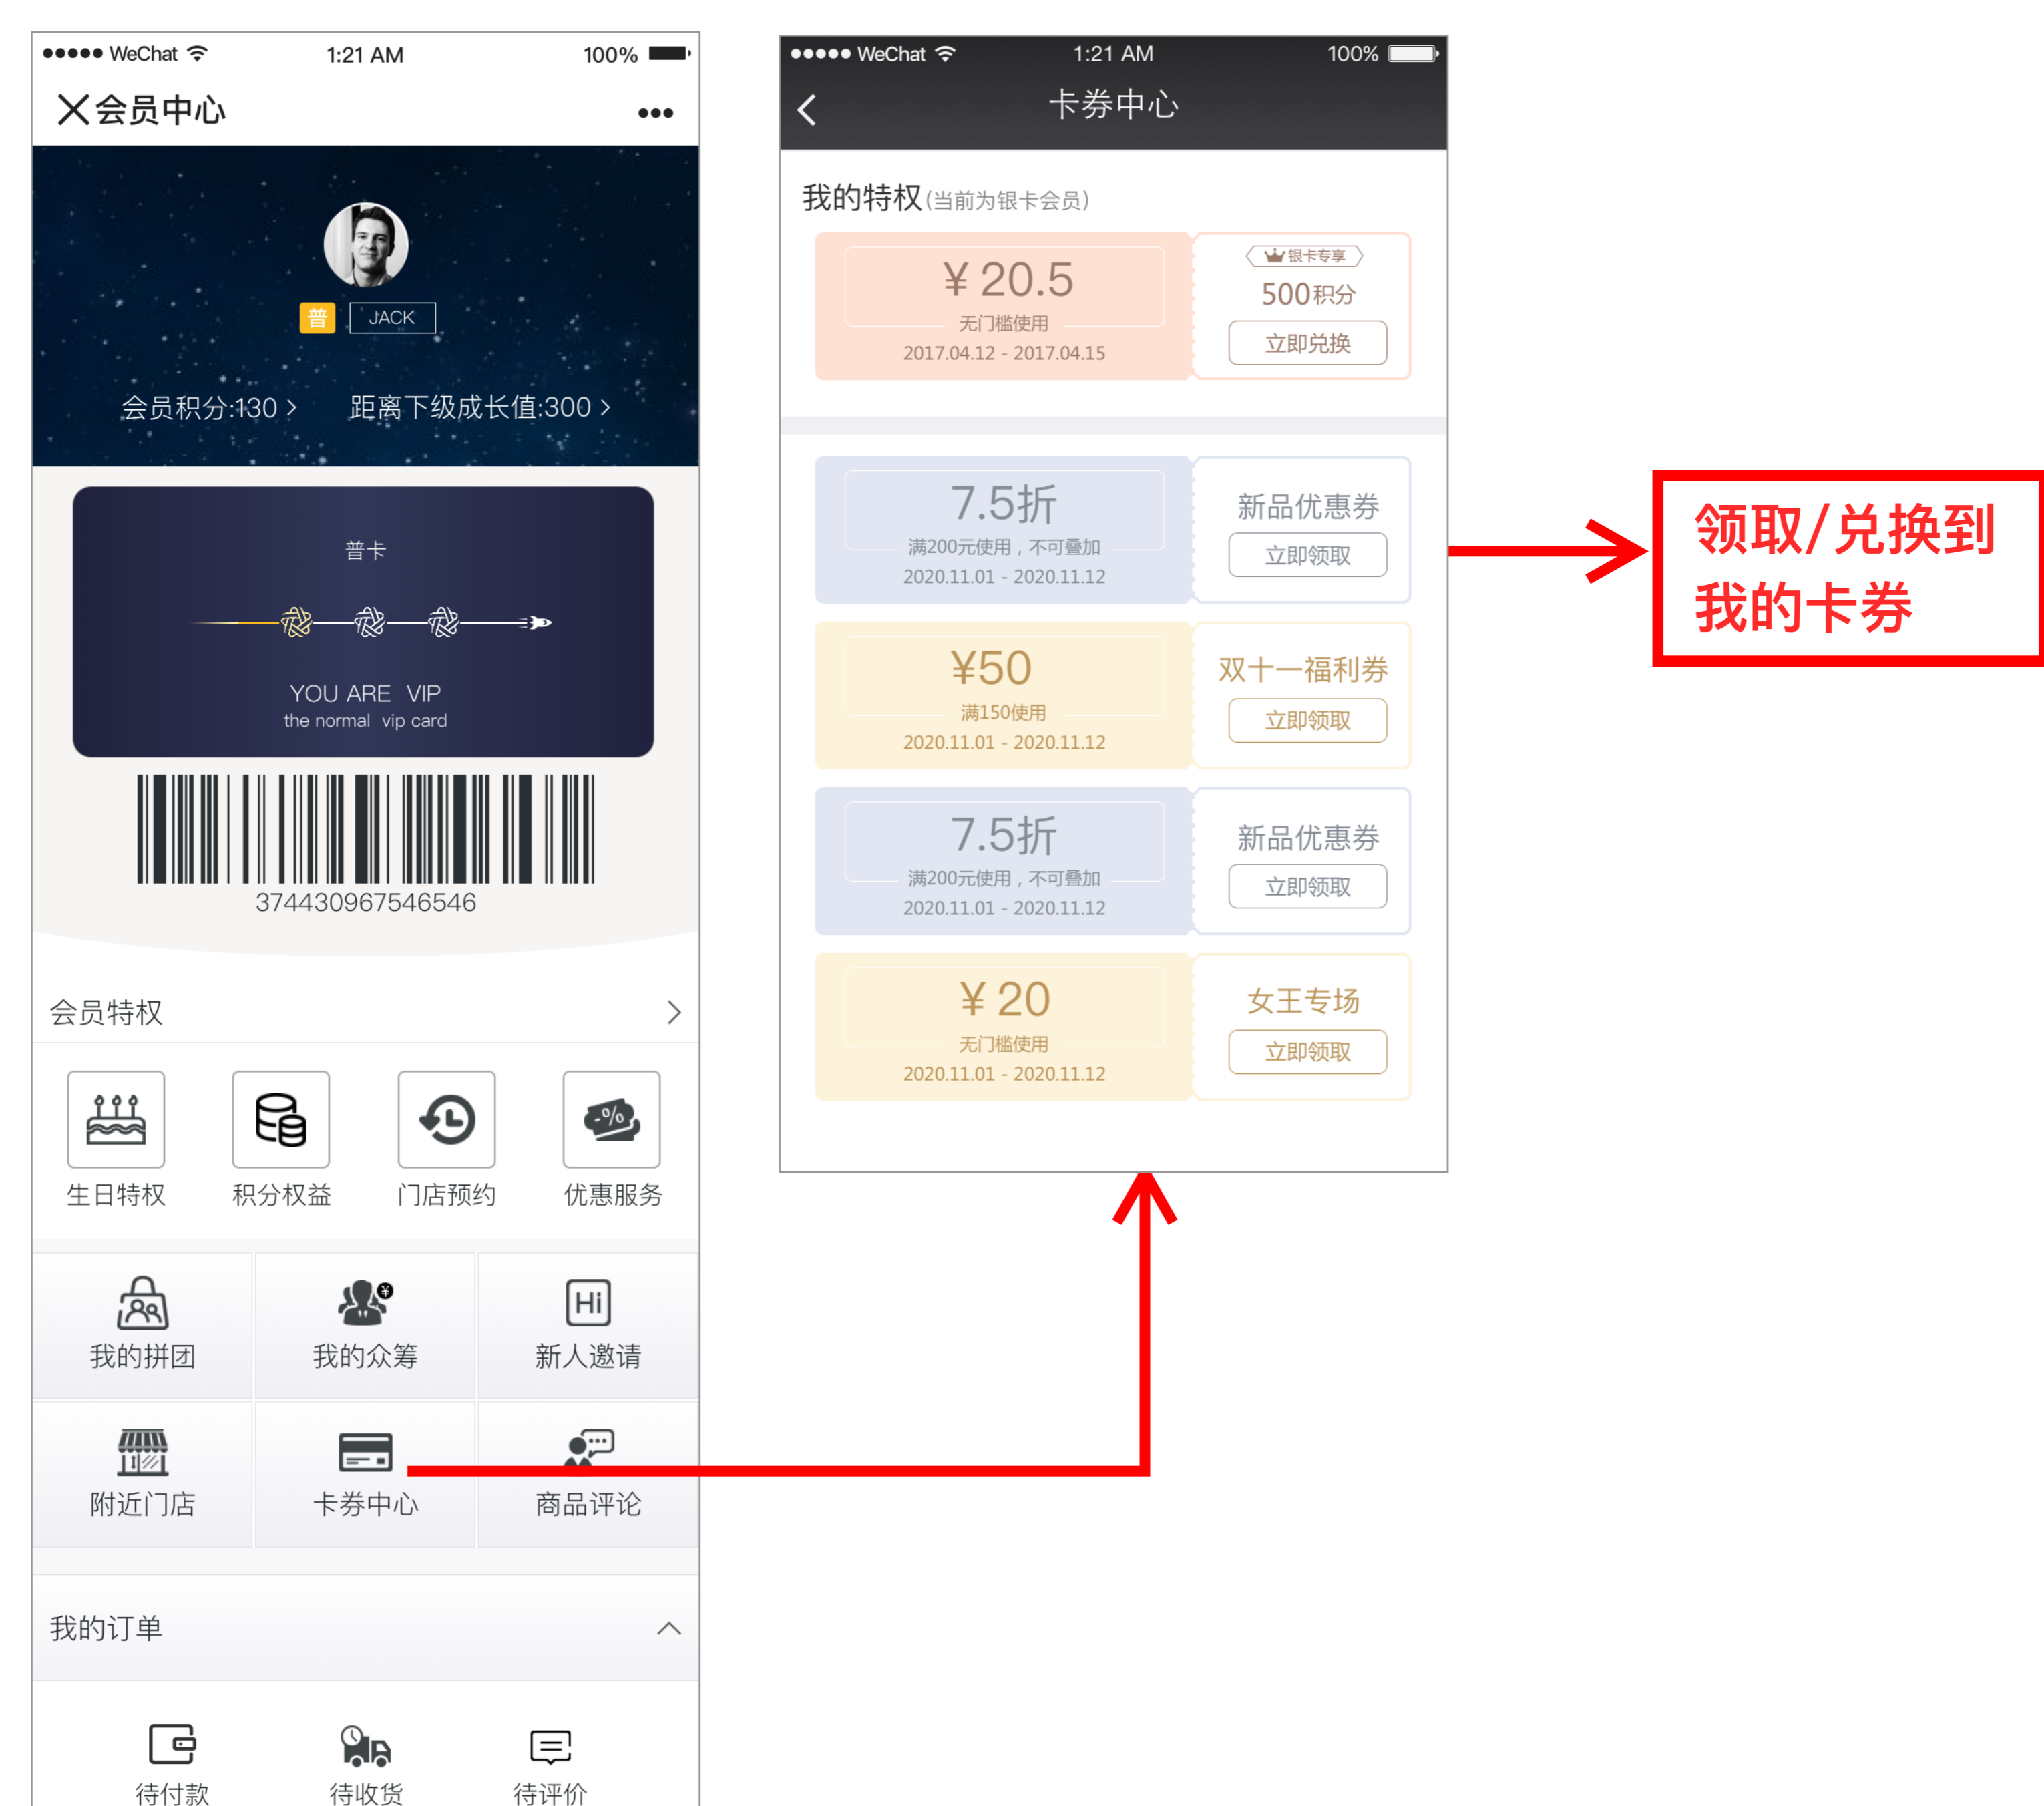 WeChat 1:21 AM 100%
会员中心
普 JACK
会员积分:130 距离下级成长值:300
普卡
YOU ARE VIP
the normal vip card
374430967546546
会员特权
生日特权 积分权益 门店预约 优惠服务
-%
¥
Hi
我的拼团 我的众筹 新人邀请
附近门店 卡券中心 商品评论
我的订单
待付款 待收货 待评价
WeChat 1:21 AM 100%
卡券中心
我的特权(当前为银卡会员)
¥ 20.5
无门槛使用
2017.04.12 - 2017.04.15
银卡专享
500积分
立即兑换
7.5折
满200元使用，不可叠加
2020.11.01 - 2020.11.12
新品优惠券
立即领取
¥50
满150使用
2020.11.01 - 2020.11.12
双十一福利券
立即领取
7.5折
满200元使用，不可叠加
2020.11.01 - 2020.11.12
新品优惠券
立即领取
¥ 20
无门槛使用
2020.11.01 - 2020.11.12
女王专场
立即领取
领取/兑换到
我的卡券